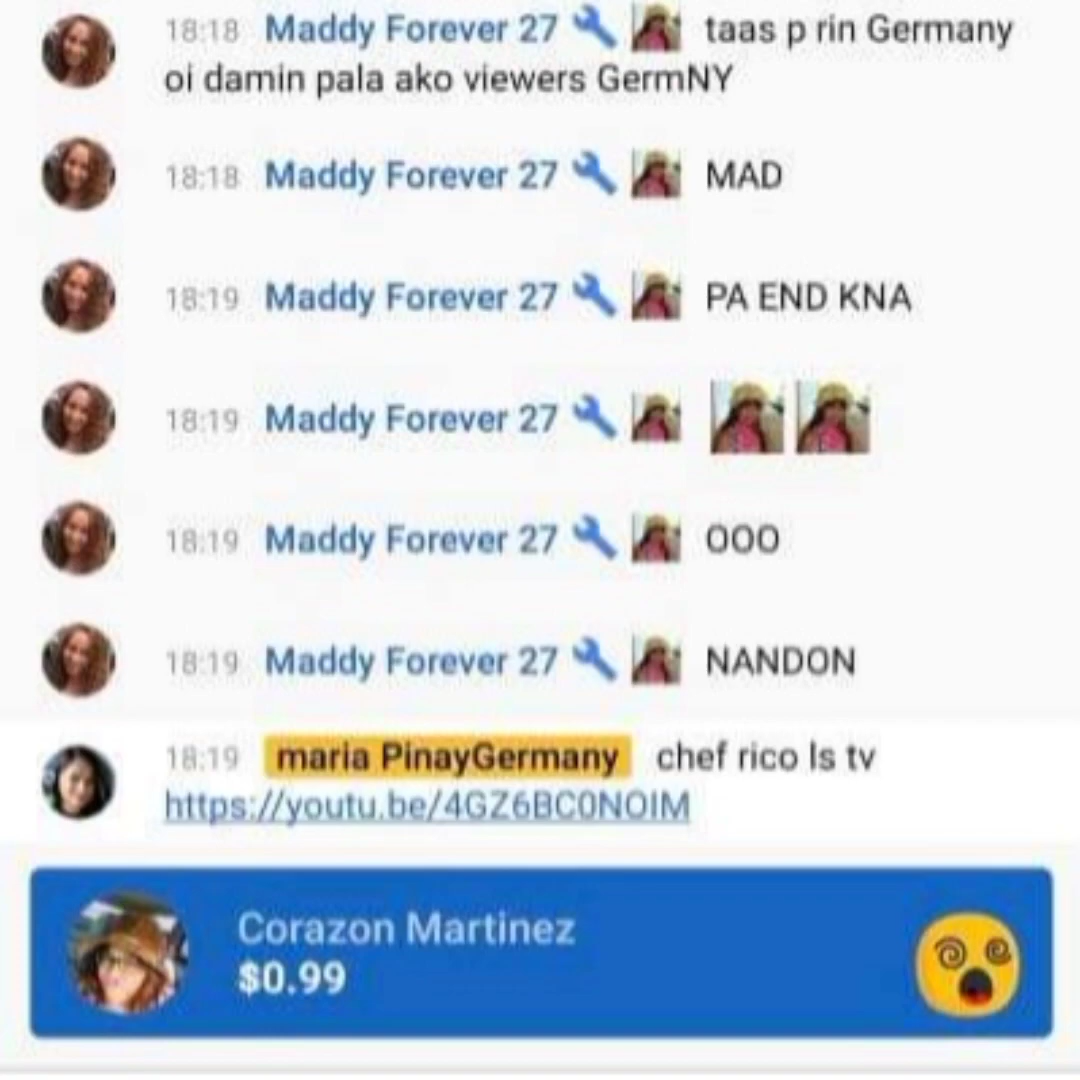 18:18 Maddy Forever 27 taas p rin Germany
oi damin pala ako viewers GermNY
18:18 Maddy Forever 27 MAD
18:19 Maddy Forever 27 PA END KNA
18:19 Maddy Forever 27
18:19 Maddy Forever 27 OOO
18:19 Maddy Forever 27 NANDON
18:19 maria PinayGermany chef rico ls tv
https://youtu.be/4GZ6BC0NOIM
Corazon Martinez
$0.99